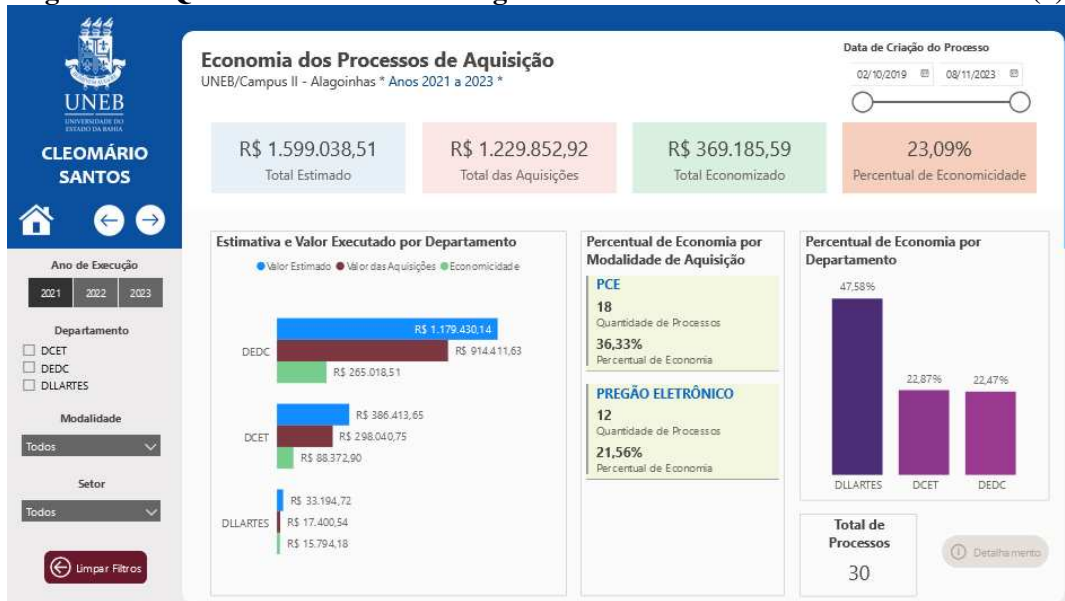 UNEB
UNIVERSIDADE DO
ESTADO DA BAHIA
CLEOMÁRIO
SANTOS
Ano de Execução
2021 2022 2023
Departamento
DCET
DEDC
DLLARTES
Modalidade
Todos
Setor
Todos
Limpar Filtros
Economia dos Processos de Aquisição
UNEB/Campus II - Alagoinhas * Anos 2021 a 2023 *
Data de Criação do Processo
02/10/2019 08/11/2023
R$ 1.599.038,51
Total Estimado
R$ 1.229.852,92
Total das Aquisições
R$ 369.185,59
Total Economizado
23,09%
Percentual de Economicidade
Estimativa e Valor Executado por Departamento
Valor Estimado Valor das Aquisições Economicidade
DEDC
R$ 1.179.430,14
R$ 914.411,63
R$ 265.018,51
DCET
R$ 386.413,65
R$ 298.040,75
R$ 88.372,90
DLLARTES
R$ 33.194,72
R$ 17.400,54
R$ 15.794,18
Percentual de Economia por
Modalidade de Aquisição
PCE
18
Quantidade de Processos
36,33%
Percentual de Economia
PREGÃO ELETRÔNICO
12
Quantidade de Processos
21,56%
Percentual de Economia
Percentual de Economia por
Departamento
47,58%
22,87%
22,47%
DLLARTES DCET DEDC
Total de
Processos
30
Detalhamento